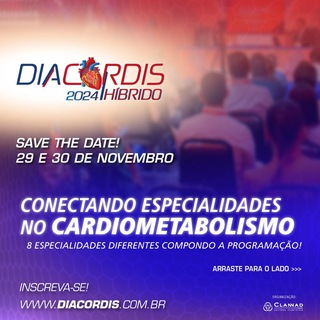 DIACORDIS
2024 HÍBRIDO
SAVE THE DATE!
29 E 30 DE NOVEMBRO
CONECTANDO ESPECIALIDADES
NO CARDIOMETABOLISMO
8 ESPECIALIDADES DIFERENTES COMPONDO A PROGRAMAÇÃO!
ARRASTE PARA O LADO >>>
INSCREVA-SE!
WWW.DIACORDIS.COM.BR
ORGANIZAÇÃO:
CLANNAD